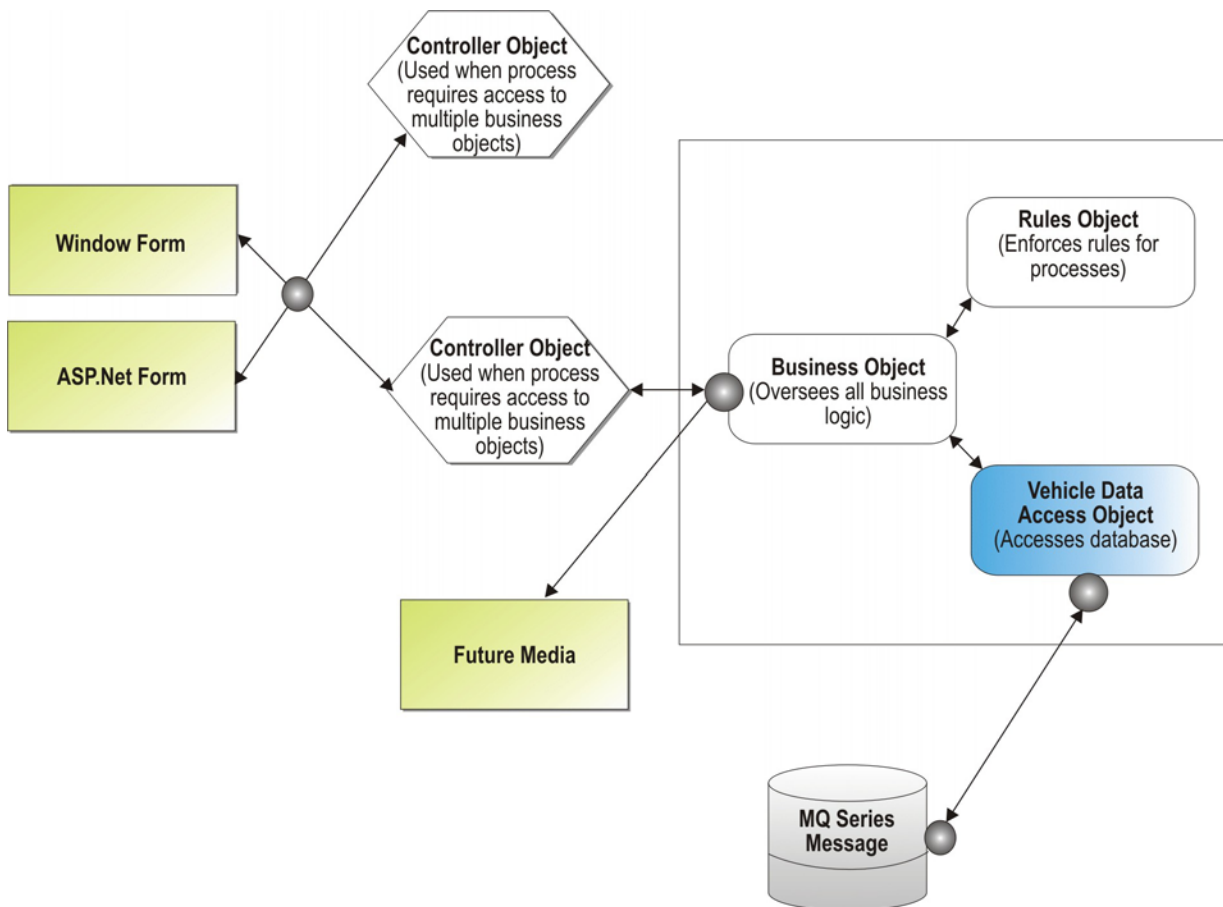 Controller Object
(Used when process
requires access to
multiple business
objects)
Window Form
ASP.Net Form
Controller Object
(Used when process
requires access to
multiple business
objects)
Rules Object
(Enforces rules for
processes)
Business Object
(Oversees all business
logic)
Vehicle Data
Access Object
(Accesses database)
Future Media
MQ Series
Message